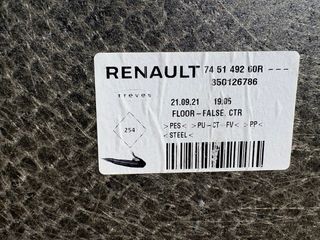 RENAULT 74 51 492 60R ---
350126786
treves
21.09.21 19.05
FLOOR-FALSE, CTR
254
>PES< >PU-CT-FV< >PP<
<STEEL<